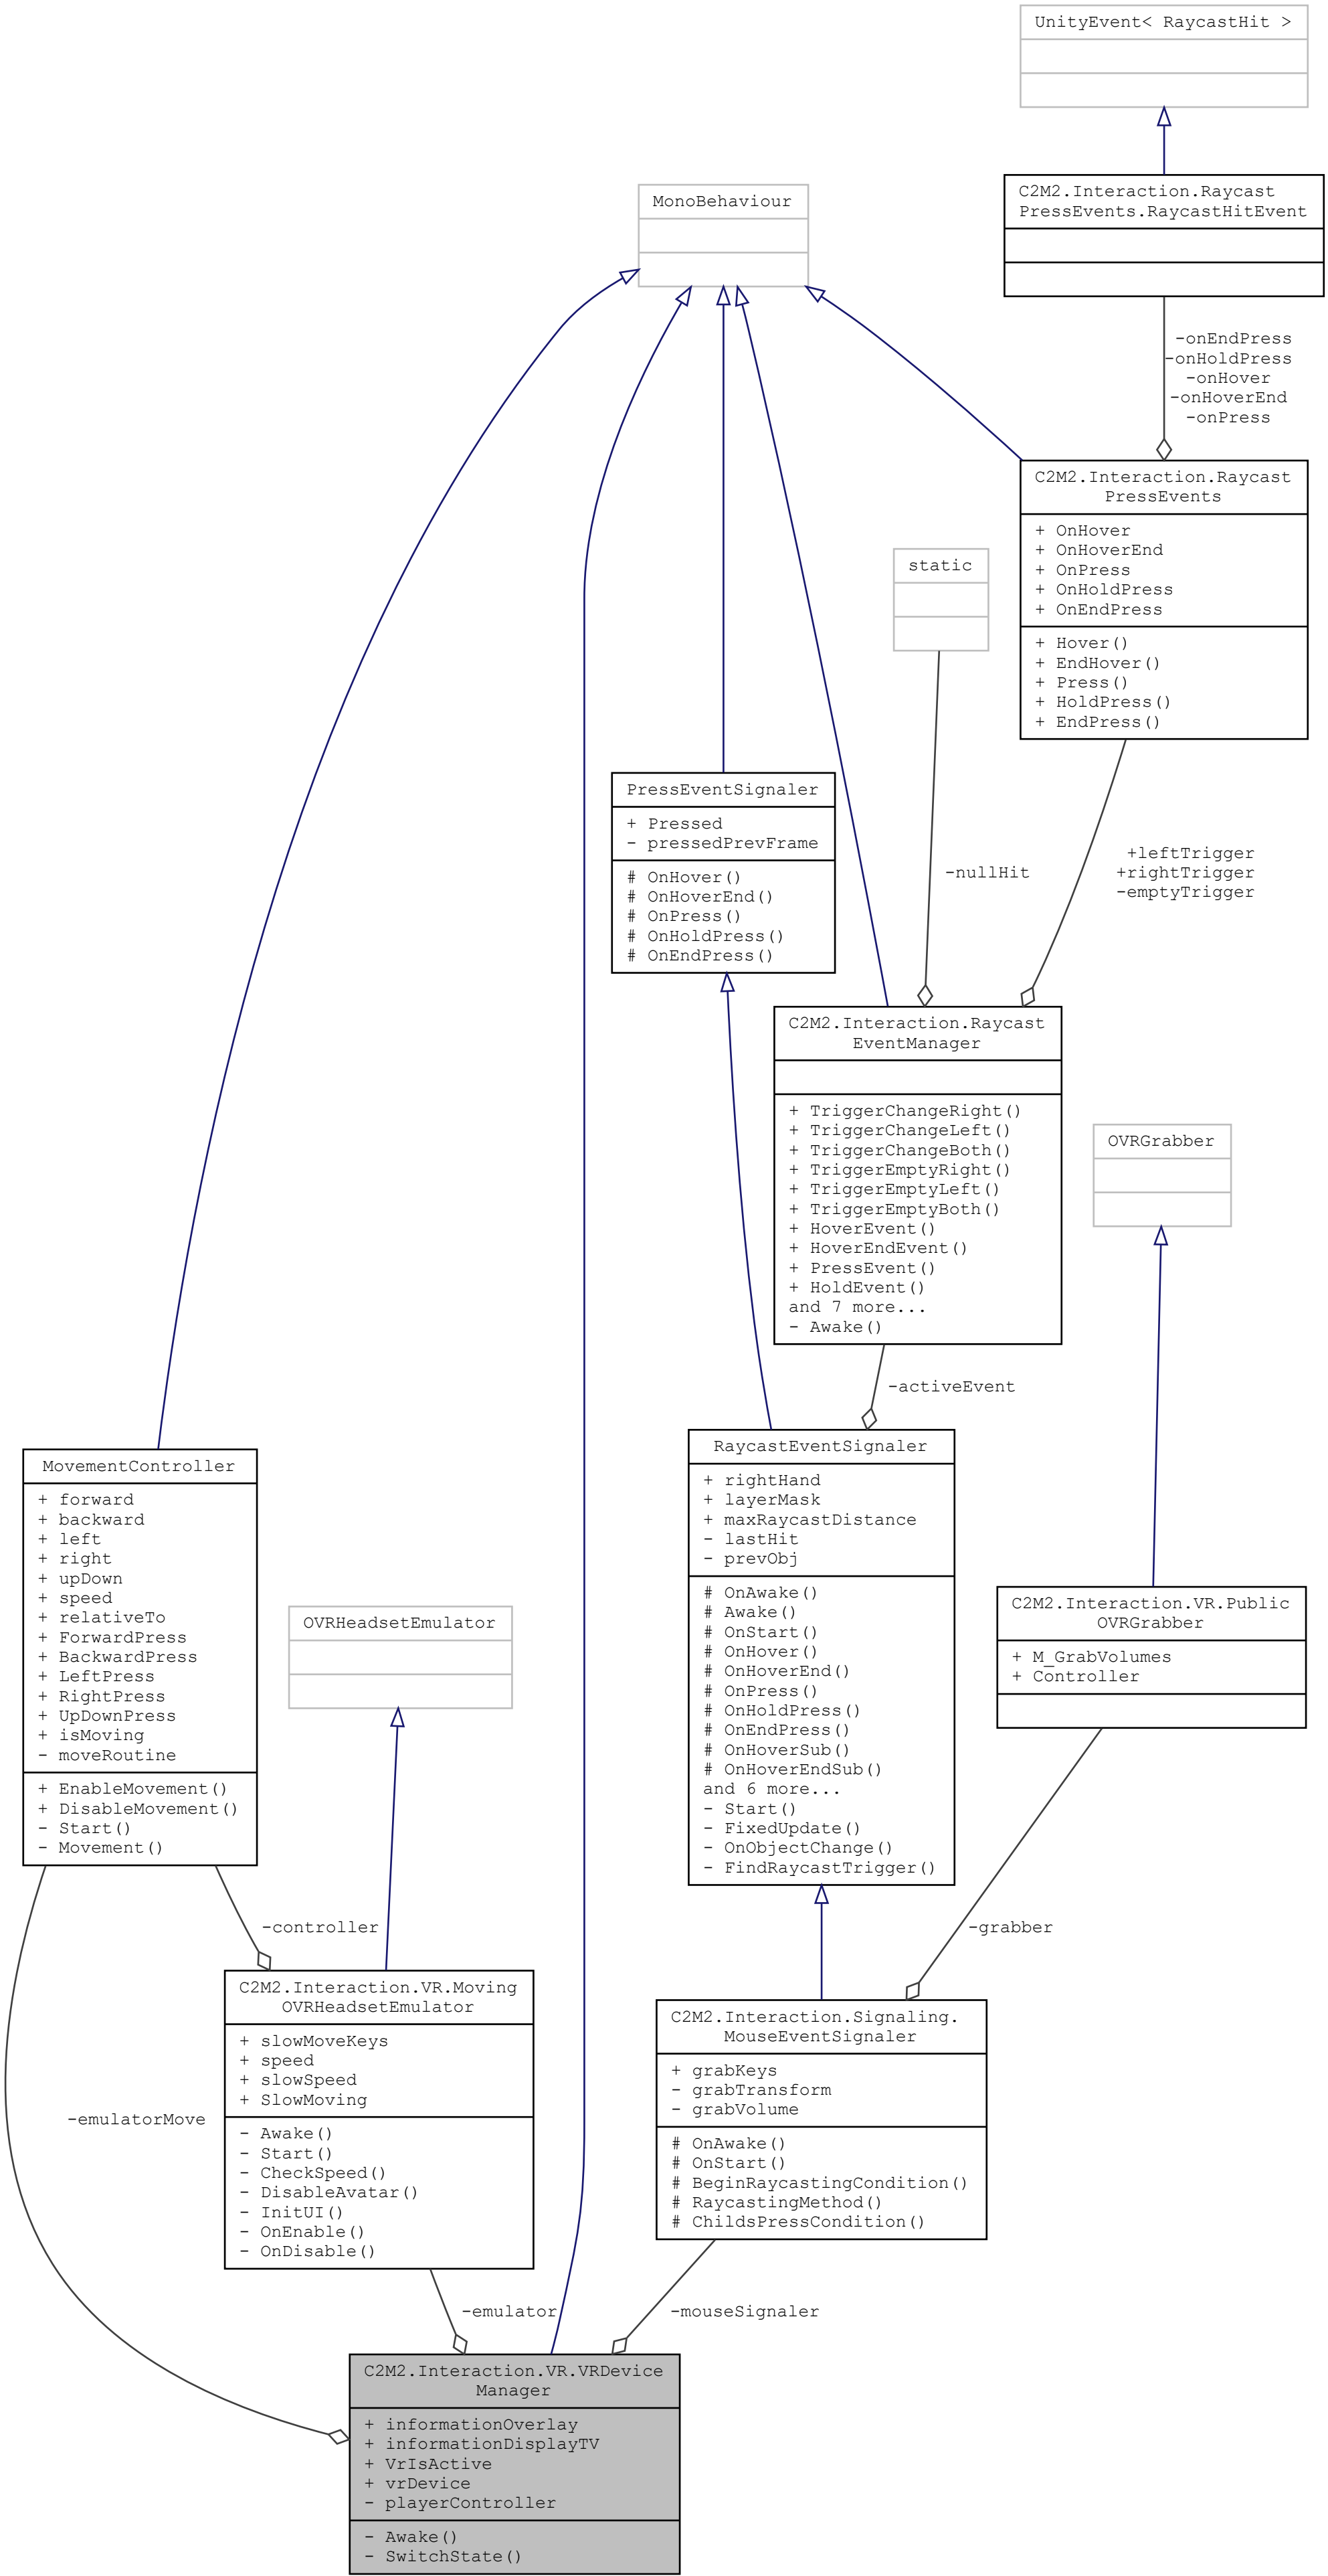 UnityEvent< RaycastHit >
C2M2.Interaction.Raycast
PressEvents.RaycastHitEvent
MonoBehaviour
-onEndPress
-onHoldPress
-onHover
-onHoverEnd
-onPress
C2M2.Interaction.Raycast
PressEvents
+ OnHover
+ OnHoverEnd
+ OnPress
+ OnHoldPress
+ OnEndPress
+ Hover()
+ EndHover()
+ Press()
+ HoldPress()
+ EndPress()
static
PressEventSignaler
+ Pressed
- pressedPrevFrame
# OnHover()
# OnHoverEnd()
# OnPress()
# OnHoldPress()
# OnEndPress()
-nullHit
+leftTrigger
+rightTrigger
-emptyTrigger
C2M2.Interaction.Raycast
EventManager
+ TriggerChangeRight()
+ TriggerChangeLeft()
+ TriggerChangeBoth()
+ TriggerEmptyRight()
+ TriggerEmptyLeft()
+ TriggerEmptyBoth()
+ HoverEvent()
+ HoverEndEvent()
+ PressEvent()
+ HoldEvent()
and 7 more...
- Awake()
OVRGrabber
-activeEvent
RaycastEventSignaler
+ rightHand
+ layerMask
+ maxRaycastDistance
- lastHit
- prevObj
# OnAwake()
# Awake()
# OnStart()
# OnHover()
# OnHoverEnd()
# OnPress()
# OnHoldPress()
# OnEndPress()
# OnHoverSub()
# OnHoverEndSub()
and 6 more...
- Start()
- FixedUpdate()
- OnObjectChange()
- FindRaycastTrigger()
MovementController
+ forward
+ backward
+ left
+ right
+ upDown
+ speed
+ relativeTo
+ ForwardPress
+ BackwardPress
+ LeftPress
+ RightPress
+ UpDownPress
+ isMoving
- moveRoutine
+ EnableMovement()
+ DisableMovement()
- Start()
- Movement()
OVRHeadsetEmulator
C2M2.Interaction.VR.Public
OVRGrabber
+ M_GrabVolumes
+ Controller
-controller
-grabber
C2M2.Interaction.VR.Moving
OVRHeadsetEmulator
+ slowMoveKeys
+ speed
+ slowSpeed
+ SlowMoving
- Awake()
- Start()
- CheckSpeed()
- DisableAvatar()
- InitUI()
- OnEnable()
- OnDisable()
C2M2.Interaction.Signaling.
MouseEventSignaler
+ grabKeys
- grabTransform
- grabVolume
# OnAwake()
# OnStart()
# BeginRaycastingCondition()
# RaycastingMethod()
# ChildsPressCondition()
-emulatorMove
-emulator
-mouseSignaler
C2M2.Interaction.VR.VRDevice
Manager
+ informationOverlay
+ informationDisplayTV
+ VrIsActive
+ vrDevice
- playerController
- Awake()
- SwitchState()